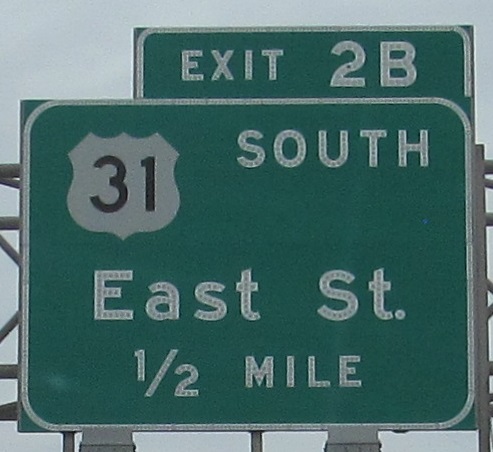 EXIT 2B
31 SOUTH
East St.
1/2 MILE